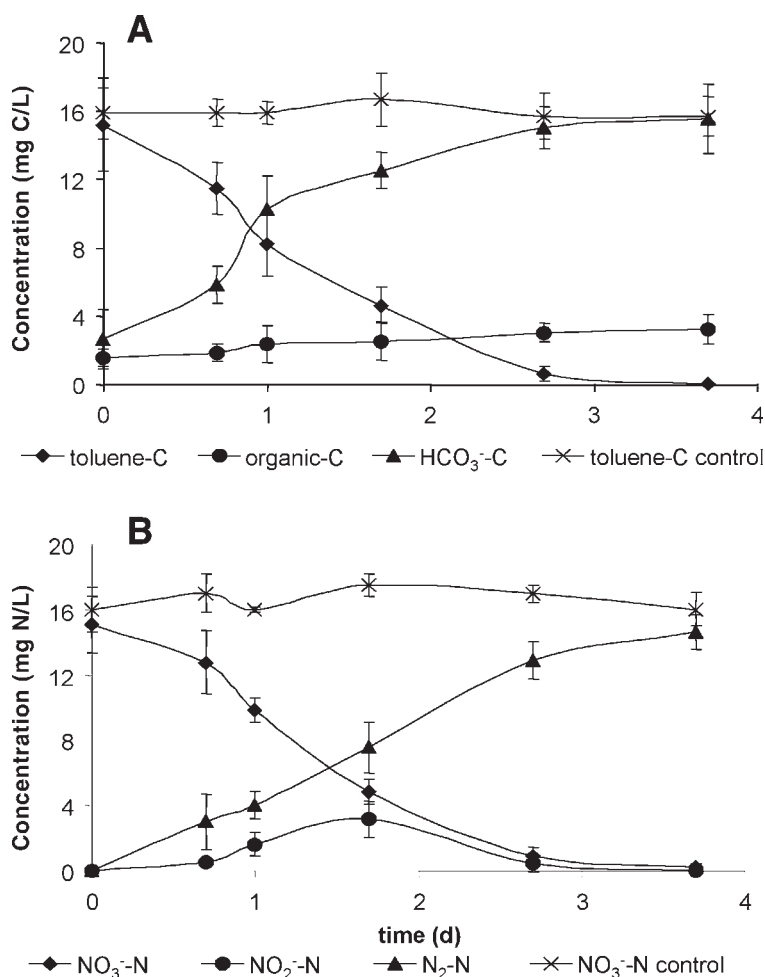 A
20
16
12
8
4
0
Concentration (mg C/L)
0 1 2 3 4
toluene-C organic-C HCO₃⁻-C toluene-C control
B
20
16
12
8
4
0
Concentration (mg N/L)
0 1 2 3 4
time (d)
NO₃⁻-N NO₂⁻-N N₂-N NO₃⁻-N control